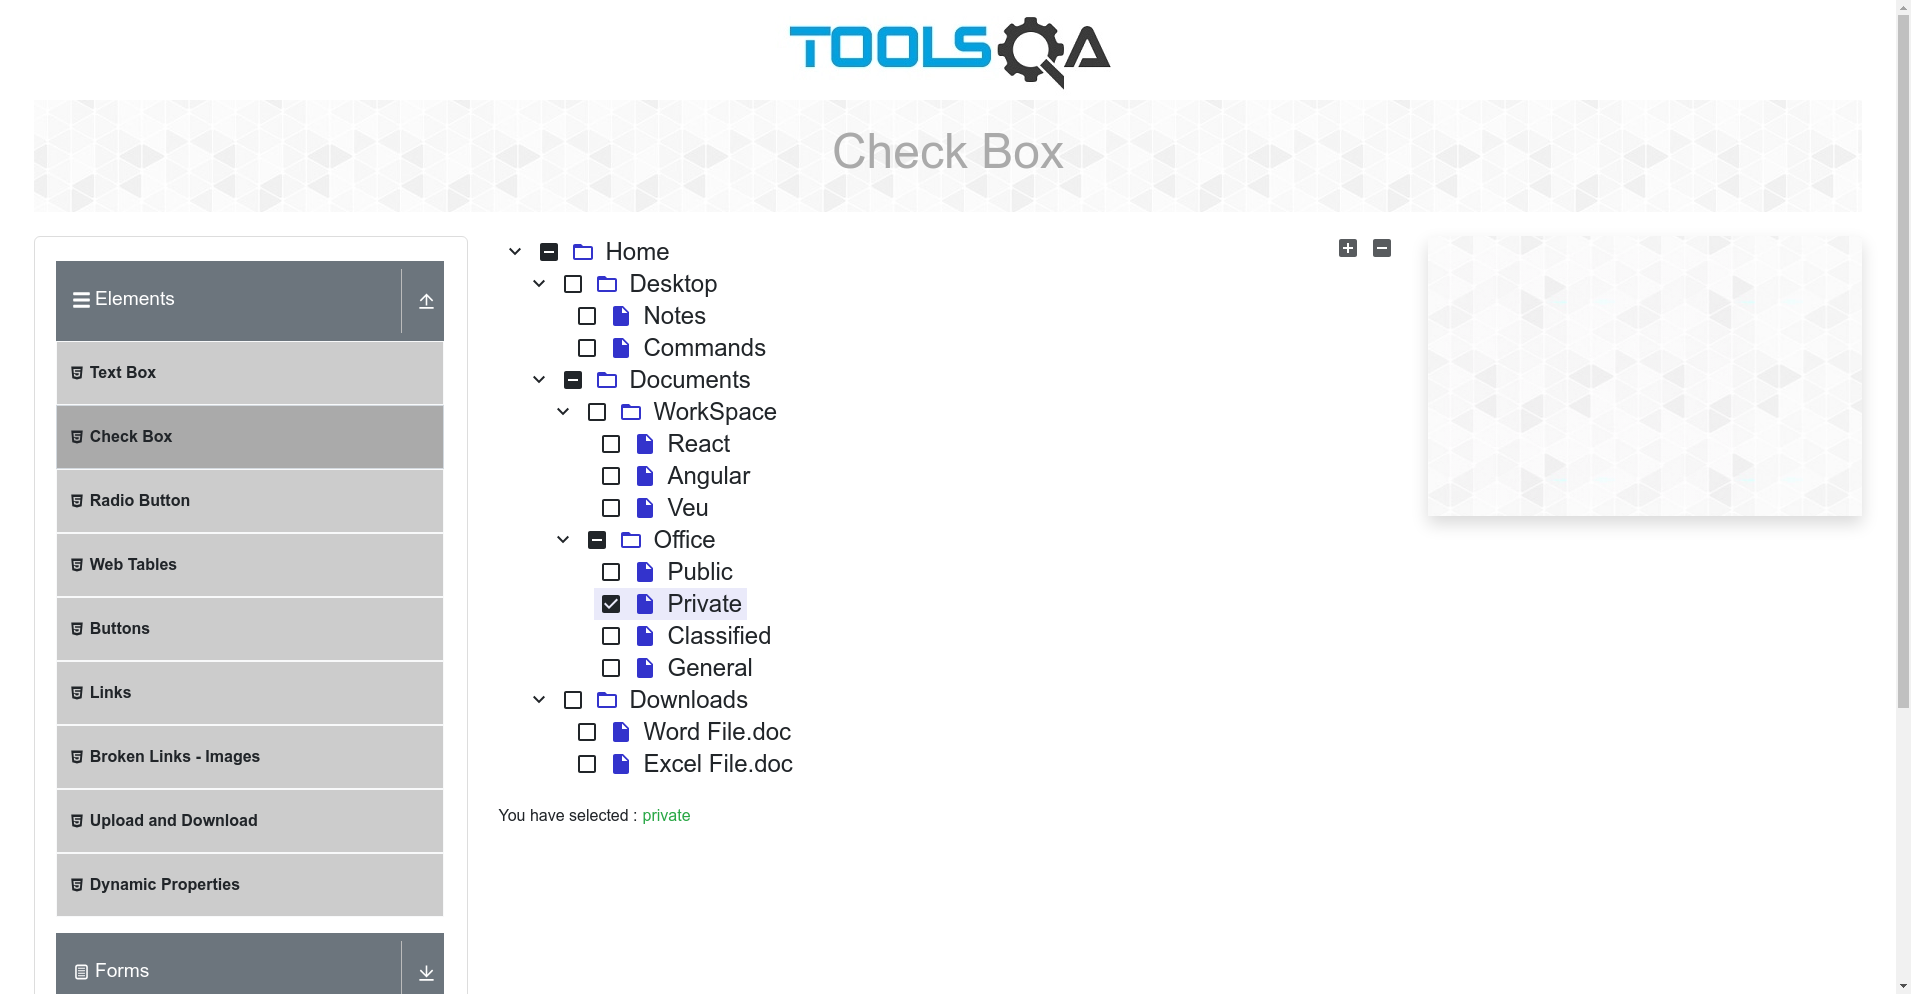 TOOLSQA
Check Box
Elements
Text Box
Check Box
Radio Button
Web Tables
Buttons
Links
Broken Links - Images
Upload and Download
Dynamic Properties
Forms
Home
Desktop
Notes
Commands
Documents
WorkSpace
React
Angular
Veu
Office
Public
Private
Classified
General
Downloads
Word File.doc
Excel File.doc
You have selected : private